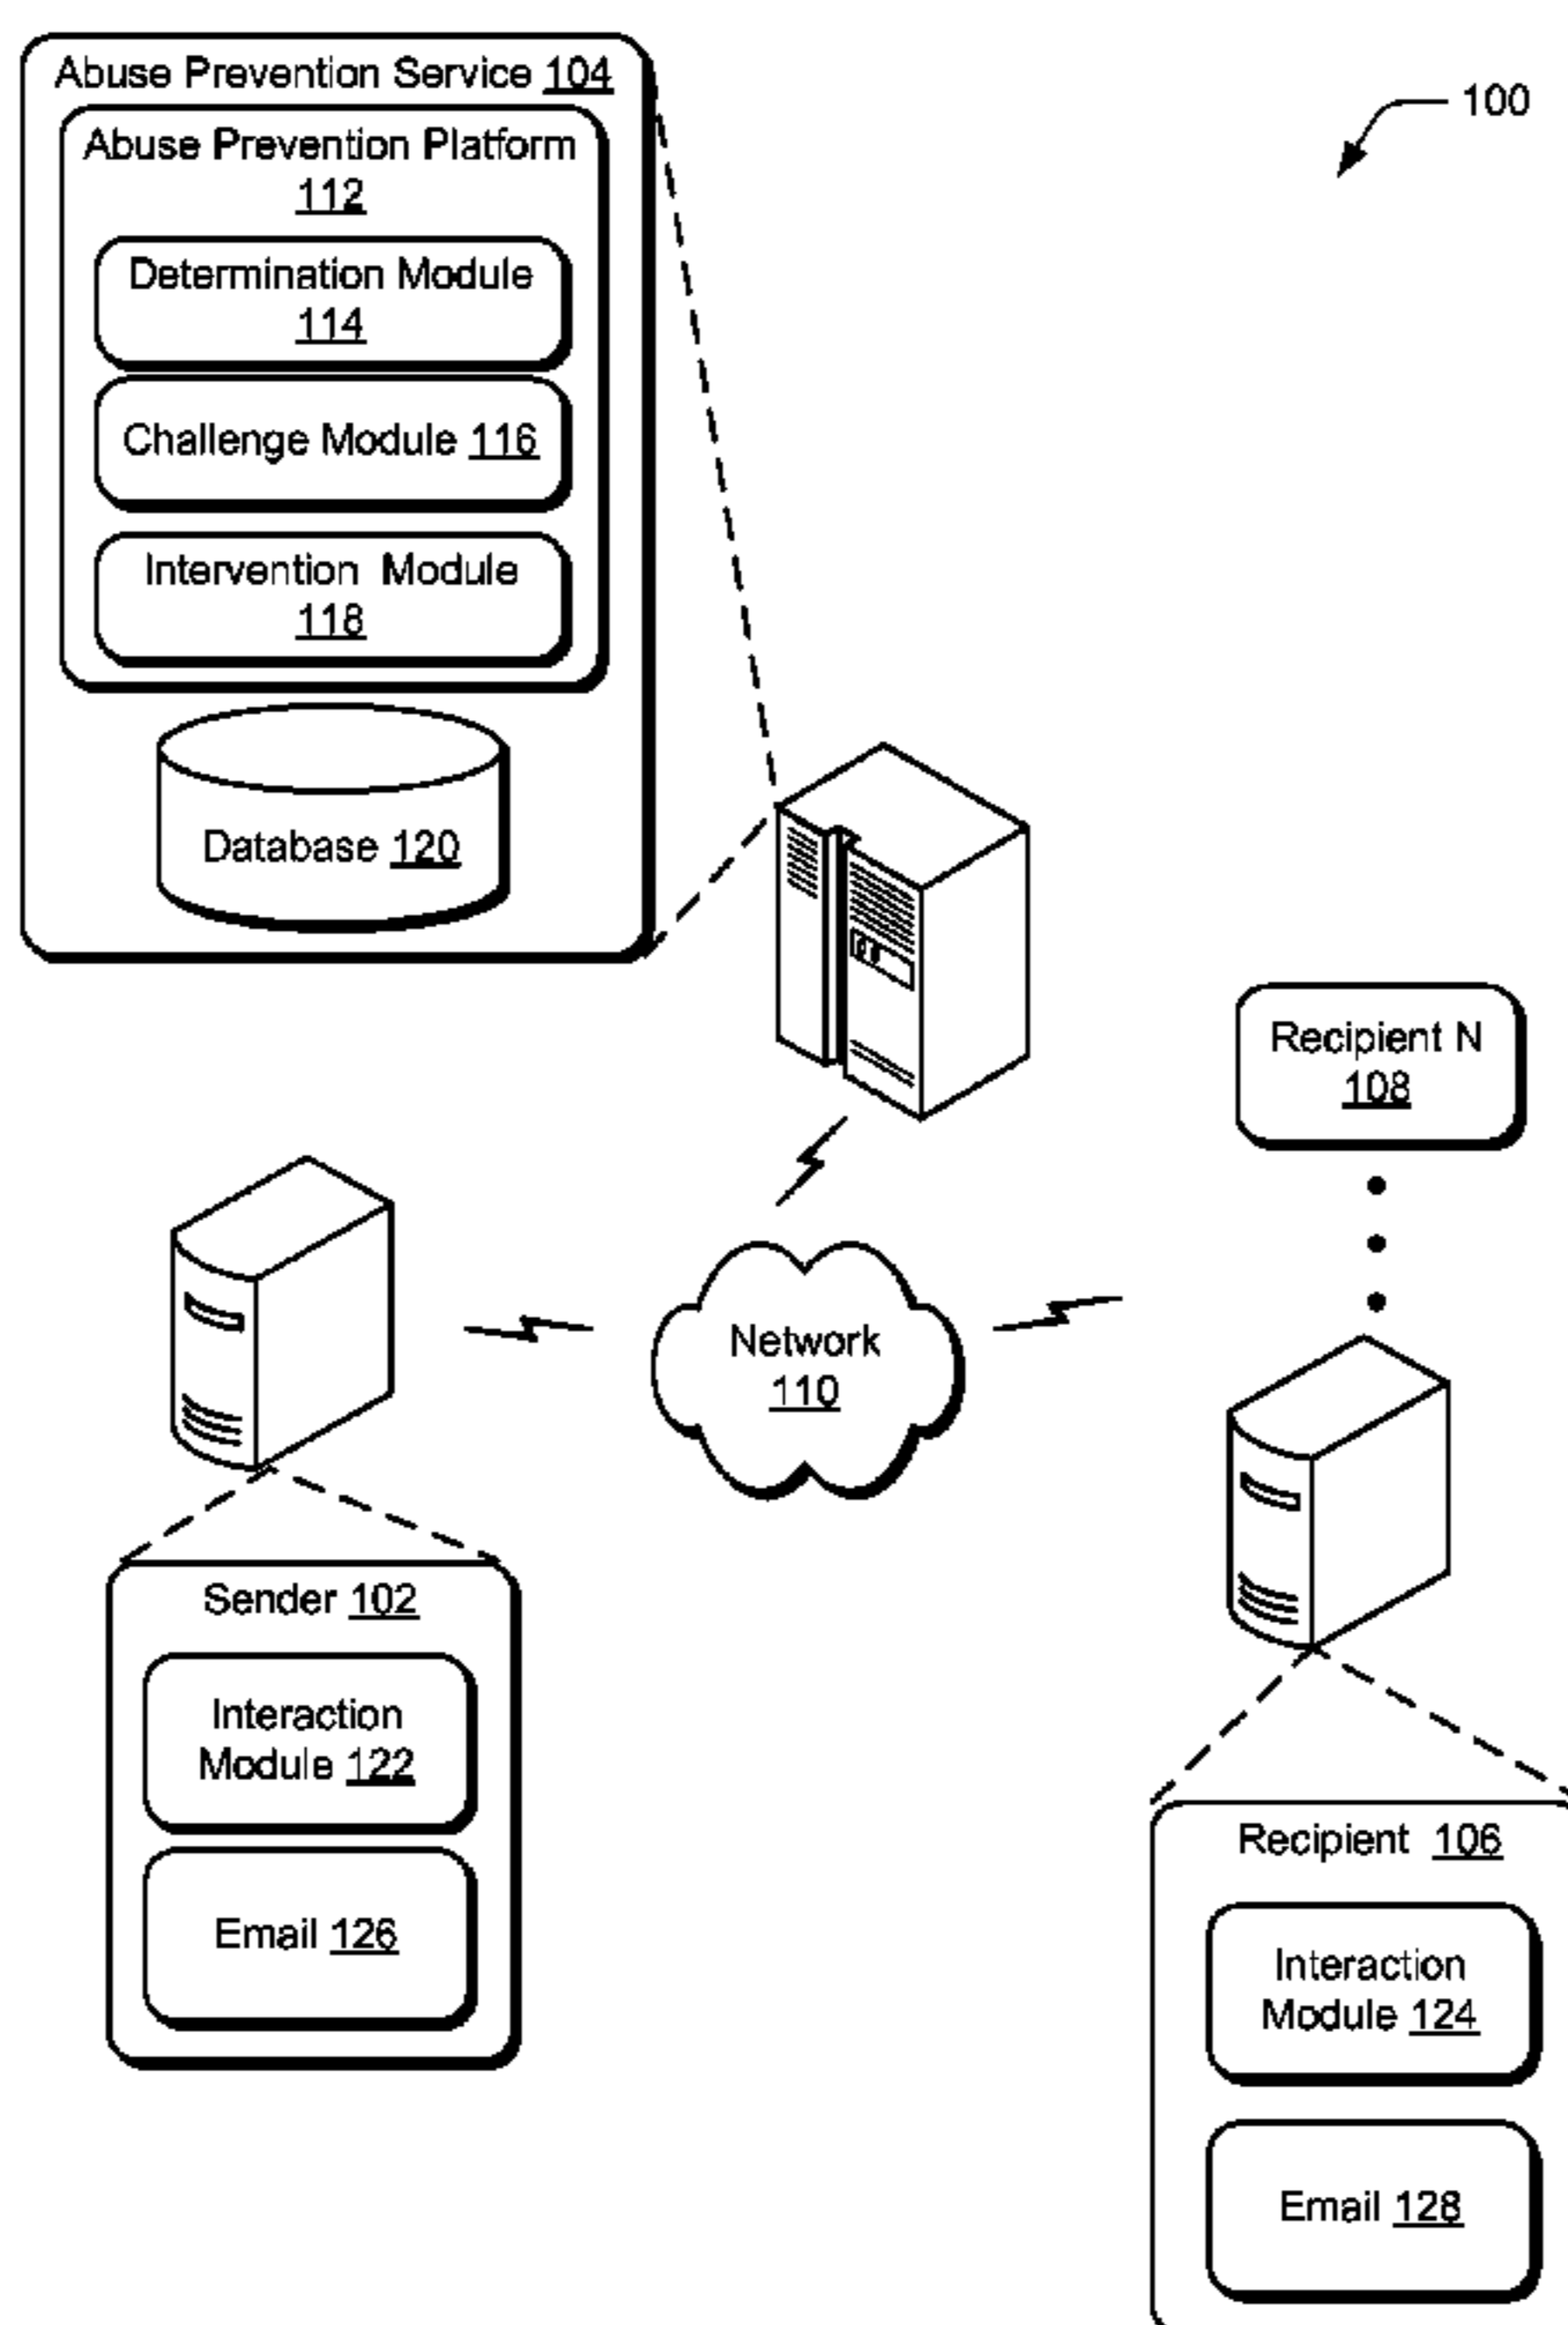 Abuse Prevention Service 104
100
Abuse Prevention Platform
112
Determination Module
114
Challenge Module 116
Intervention Module
118
Database 120
Recipient N
108
Network
110
Sender 102
Interaction
Module 122
Email 126
Recipient 106
Interaction
Module 124
Email 128